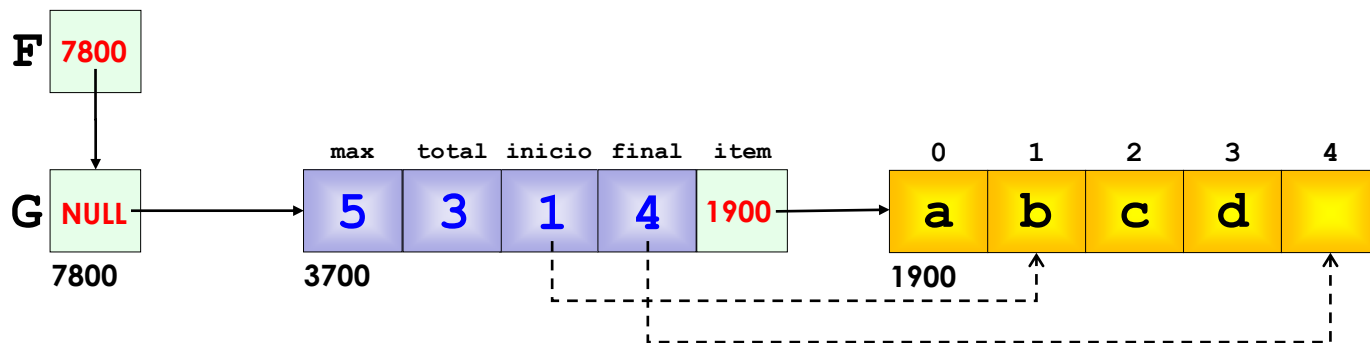 F 7800
max total inicio final item 0 1 2 3 4
G NULL 5 3 1 4 1900 a b c d
7800 3700 1900